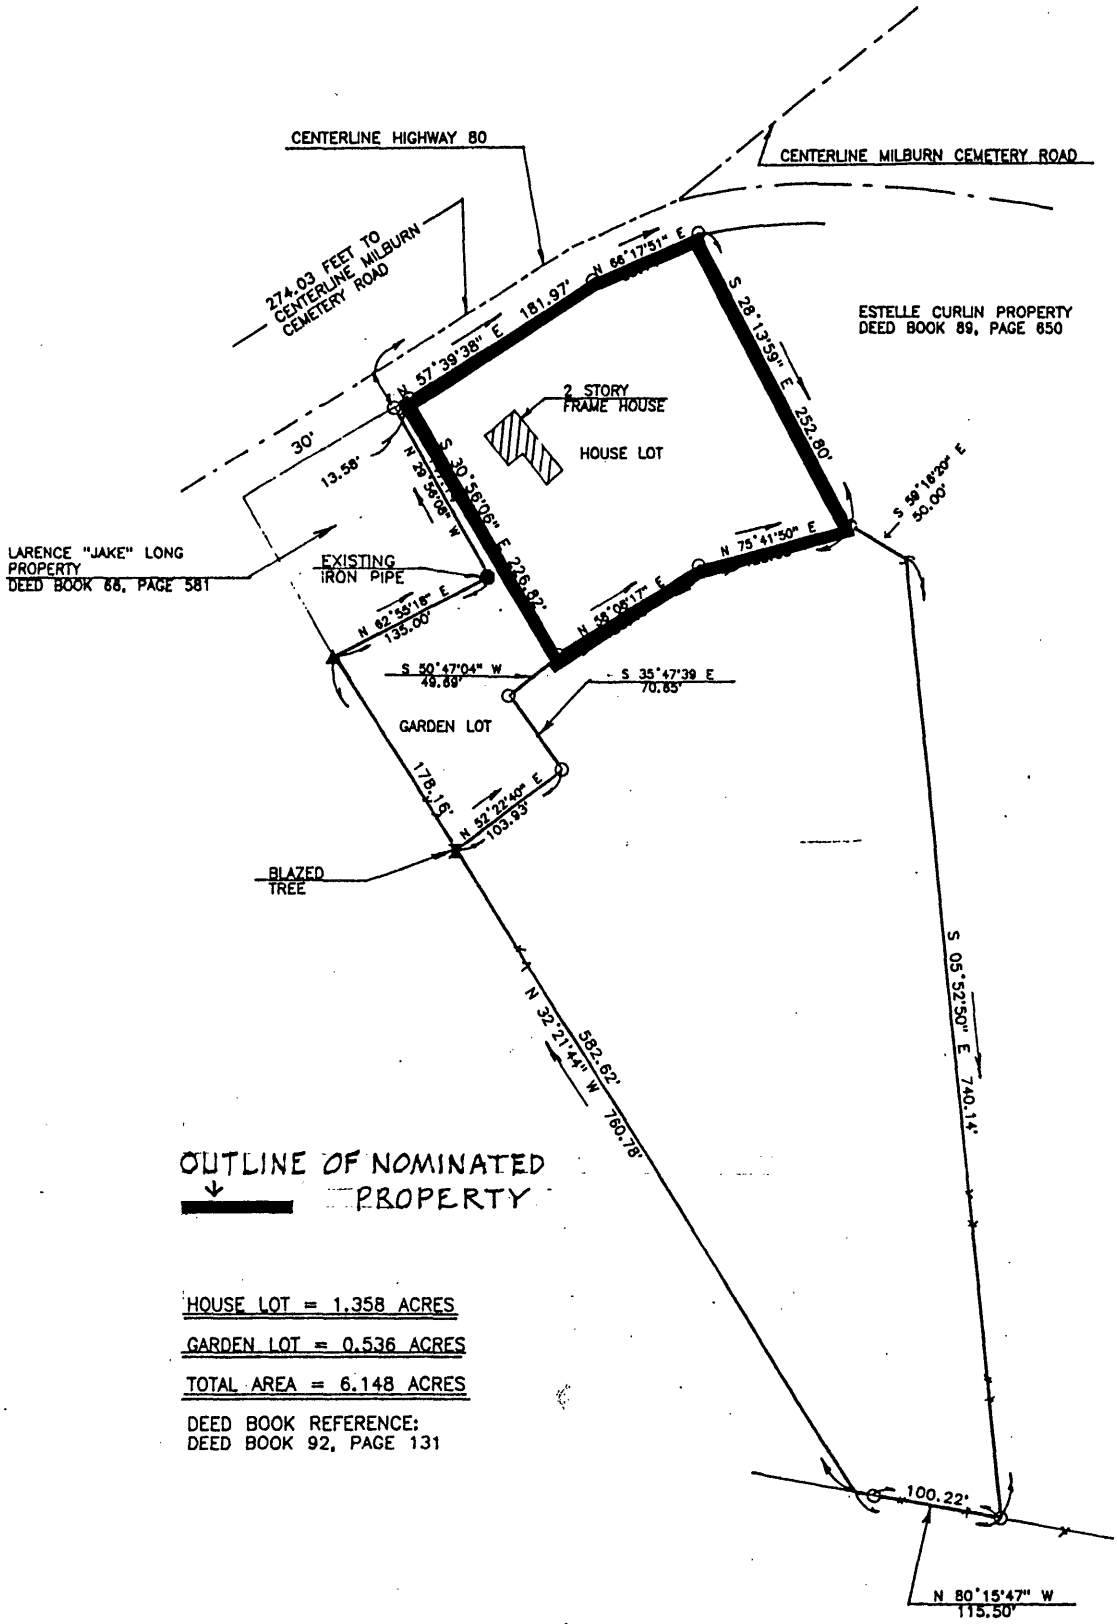 CENTERLINE HIGHWAY 80
CENTERLINE MILBURN CEMETERY ROAD
274.03 FEET TO
CENTERLINE MILBURN
CEMETERY ROAD
N 66°17'51" E
N 57°39'38" E 181.97'
S 28°13'59" E 252.80'
ESTELLE CURLIN PROPERTY
DEED BOOK 89, PAGE 650
2 STORY
FRAME HOUSE
HOUSE LOT
30'
13.58'
N 29°56'08" W
S 30°56'06" E 226.82'
S 59°16'20" E
50.00'
N 75°41'50" E
LARENCE "JAKE" LONG
PROPERTY
DEED BOOK 66, PAGE 581
EXISTING
IRON PIPE
N 62°55'18" E
135.00'
N 58°08'17" E
S 50°47'04" W
49.69'
S 35°47'39 E
70.65'
GARDEN LOT
178.16'
N 52°22'40" E
103.93'
BLAZED
TREE
S 05°52'50" E 740.14'
582.62'
N 32°21'44" W 760.78'
OUTLINE OF NOMINATED
PROPERTY
HOUSE LOT = 1.358 ACRES
GARDEN LOT = 0.536 ACRES
TOTAL AREA = 6.148 ACRES
DEED BOOK REFERENCE:
DEED BOOK 92, PAGE 131
100.22'
N 80°15'47" W
115.50'